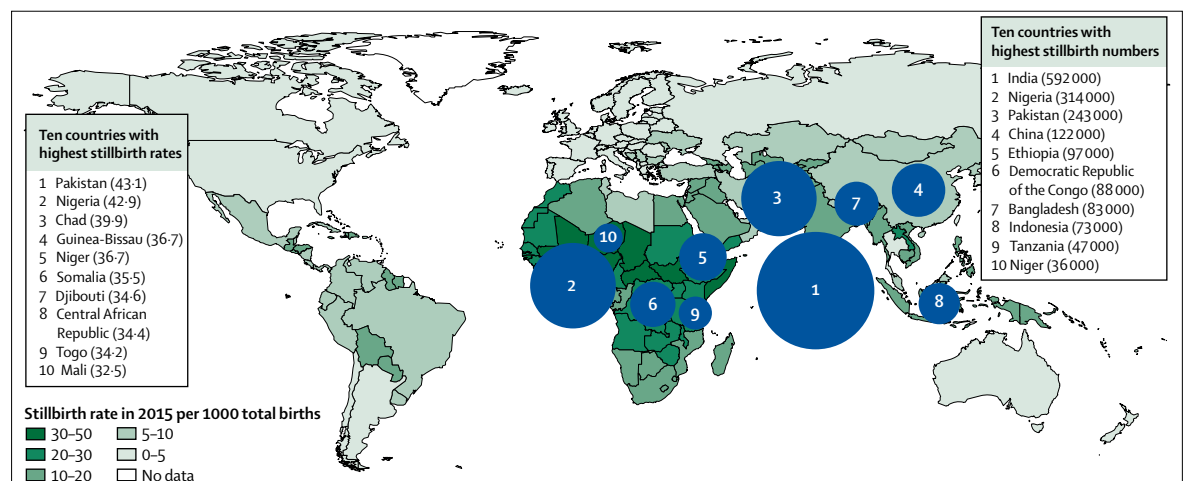 Ten countries with
highest stillbirth rates
1 Pakistan (43·1)
2 Nigeria (42·9)
3 Chad (39·9)
4 Guinea-Bissau (36·7)
5 Niger (36·7)
6 Somalia (35·5)
7 Djibouti (34·6)
8 Central African
Republic (34·4)
9 Togo (34·2)
10 Mali (32·5)
Stillbirth rate in 2015 per 1000 total births
30–50
20–30
10–20
5–10
0–5
No data
10
2
5
6
9
3
7
4
1
8
Ten countries with
highest stillbirth numbers
1 India (592 000)
2 Nigeria (314 000)
3 Pakistan (243 000)
4 China (122 000)
5 Ethiopia (97 000)
6 Democratic Republic
of the Congo (88 000)
7 Bangladesh (83 000)
8 Indonesia (73 000)
9 Tanzania (47 000)
10 Niger (36 000)